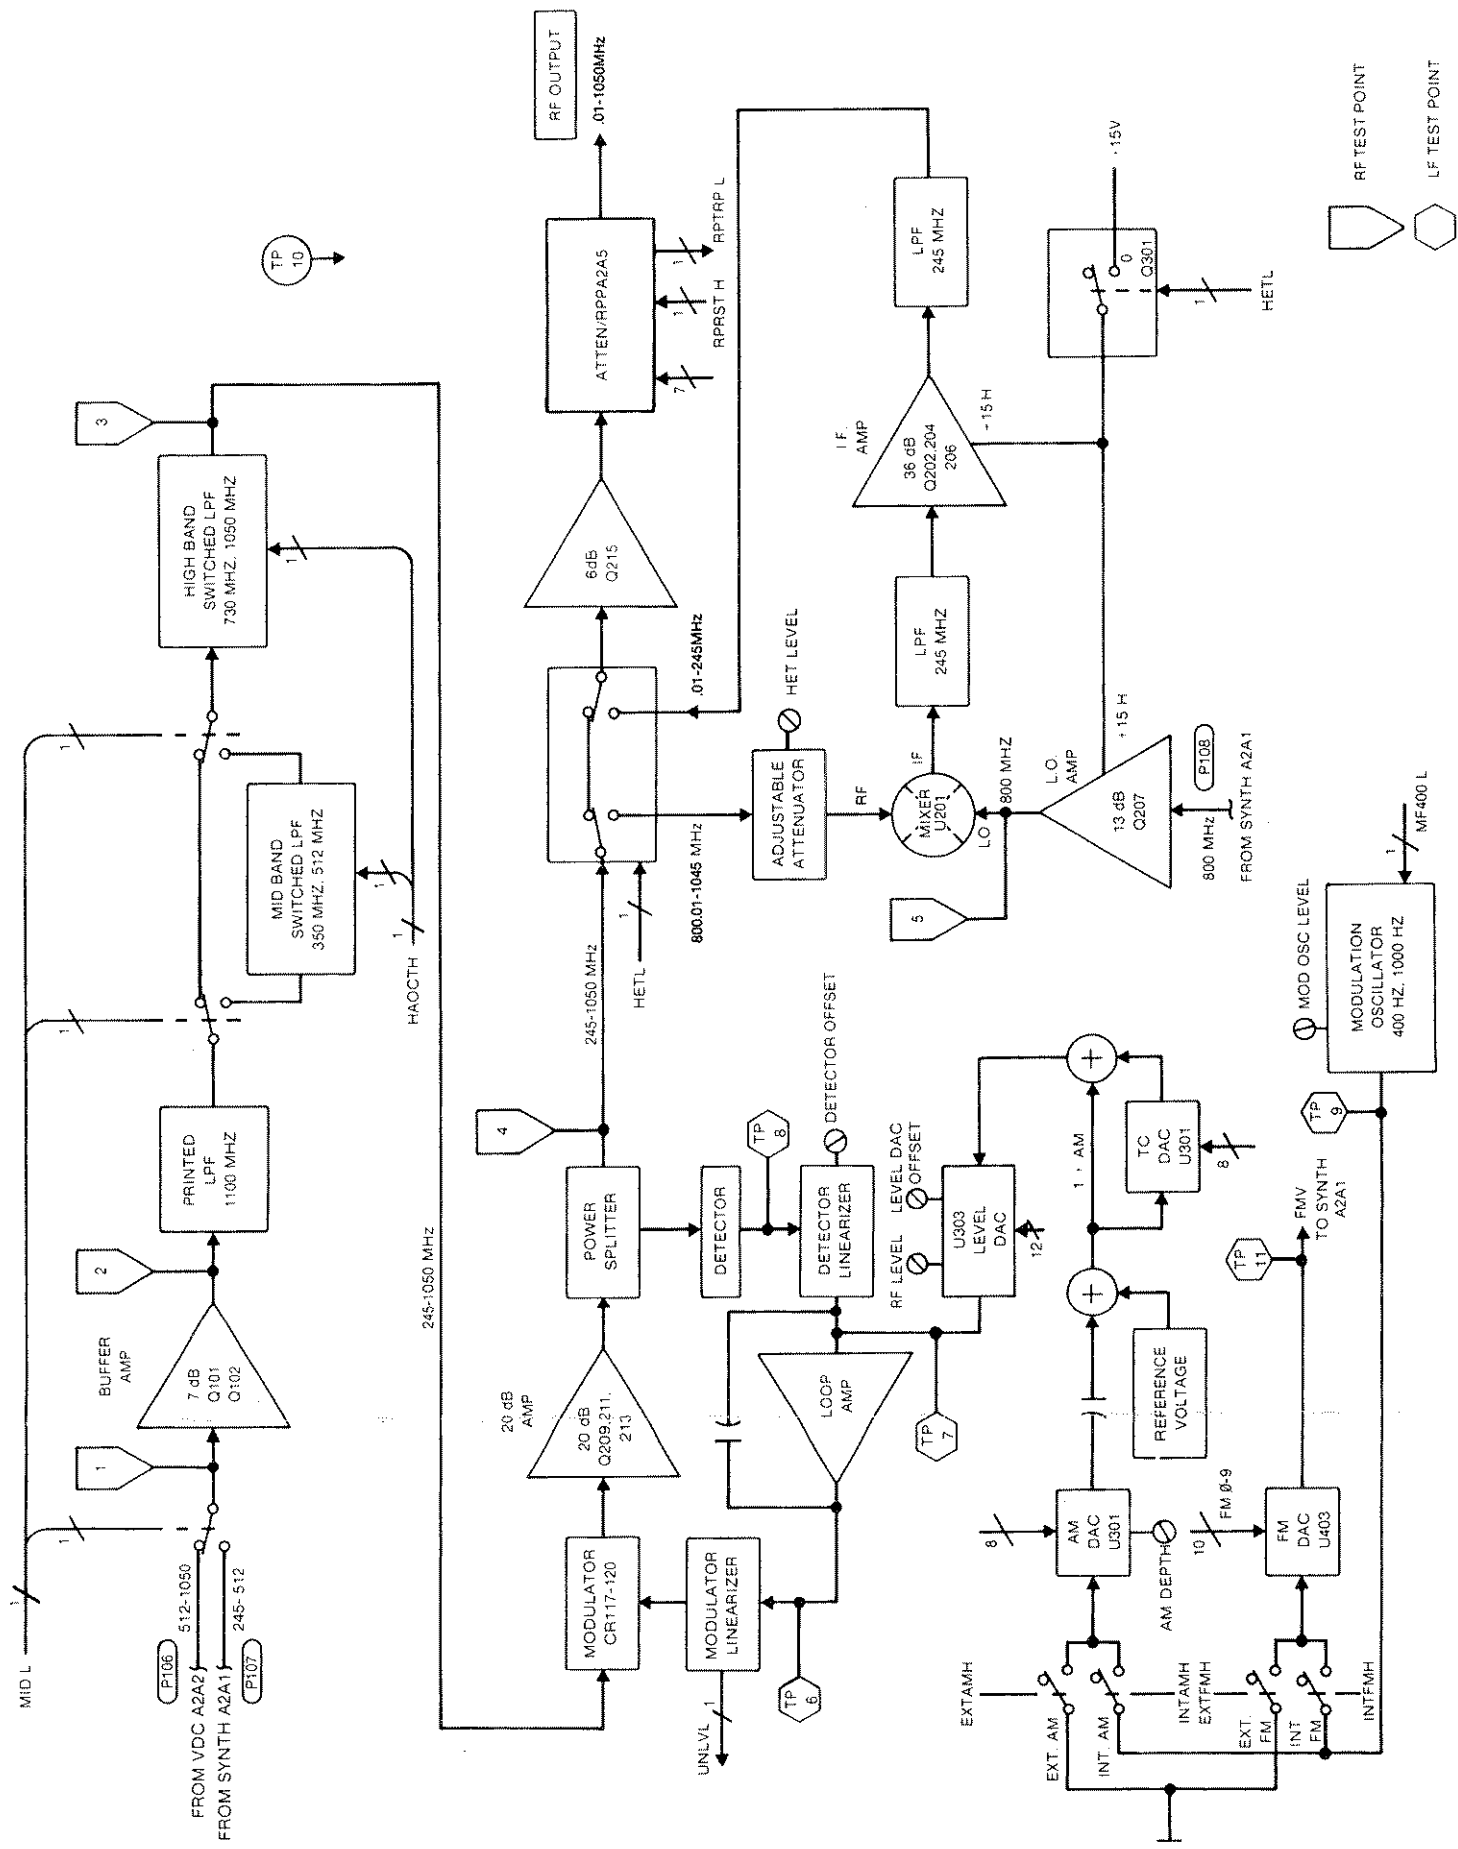 MID L
1
P106
FROM VDC A2A2
512-1050
FROM SYNTH A2A1
245-512
P107
1
1
BUFFER
AMP
7 dB
Q101
Q102
2
PRINTED
LPF
1100 MHZ
1
1
MID BAND
SWITCHED LPF
350 MHZ. 512 MHZ
1
HAOCTH
1
1
HIGH BAND
SWITCHED LPF
730 MHZ. 1050 MHZ
3
TP
10
245-1050 MHz
MODULATOR
CR117-120
20 dB
AMP
20 dB
Q209.211.
213
POWER
SPLITTER
4
245-1050 MHz
HETL
1
6dB
Q215
ATTEN/RPPA2A5
7
RPRST H
1
1
RPTRP L
RF OUTPUT
.01-1050MHz
UNLVL
1
MODULATOR
LINEARIZER
TP
6
LOOP
AMP
DETECTOR
TP
8
DETECTOR
LINEARIZER
DETECTOR OFFSET
TP
7
RF LEVEL
LEVEL DAC
OFFSET
U303
LEVEL
DAC
12
800.01-1045 MHz
.01-245MHz
ADJUSTABLE
ATTENUATOR
HET LEVEL
RF
MIXER
U201
IF
LO
800 MHZ
5
L.O.
AMP
13 dB
Q207
800 MHz
P108
FROM SYNTH A2A1
+15 H
LPF
245 MHZ
I.F.
AMP
36 dB
Q202.204
206
LPF
245 MHZ
0
Q301
1
HETL
EXTAMH
EXT. AM
INT. AM
INTAMH
EXTFMH
EXT.
FM
INT
FM
INTFMH
8
AM
DAC
U301
AM DEPTH
REFERENCE
VOLTAGE
TC
DAC
U301
8
10
FM Ø-9
FM
DAC
U403
TP
11
FMV
TO SYNTH
A2A1
TP
9
MOD OSC LEVEL
MODULATION
OSCILLATOR
400 HZ. 1000 HZ
1
MF400 L
RF TEST POINT
LF TEST POINT